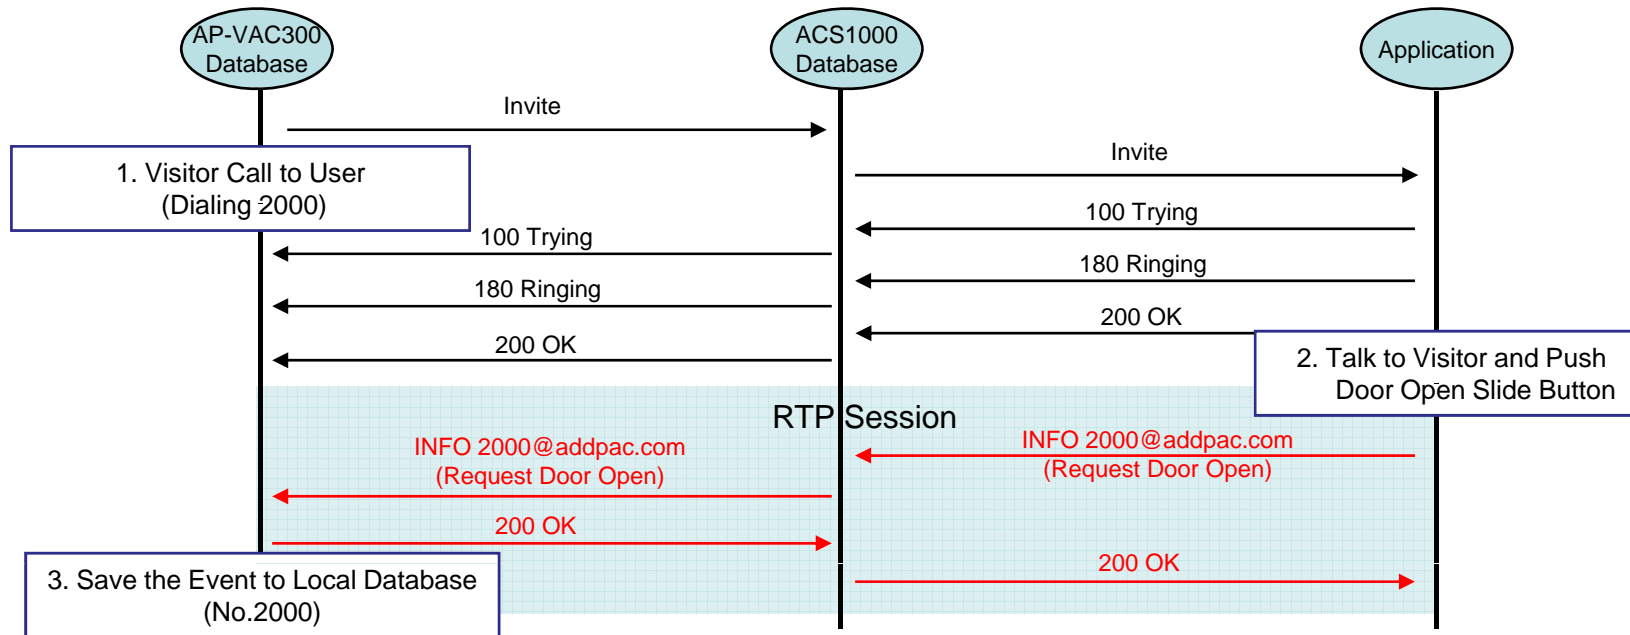 AP-VAC300
Database
ACS1000
Database
Application
Invite
1. Visitor Call to User
(Dialing 2000)
Invite
100 Trying
100 Trying
180 Ringing
180 Ringing
200 OK
200 OK
2. Talk to Visitor and Push
Door Open Slide Button
RTP Session
INFO 2000@addpac.com
(Request Door Open)
INFO 2000@addpac.com
(Request Door Open)
200 OK
200 OK
3. Save the Event to Local Database
(No.2000)